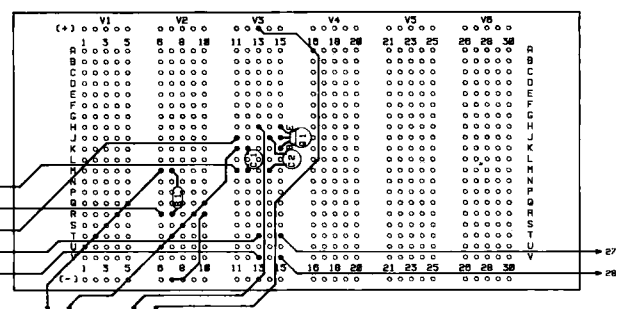 V1 V2 V3 V4 V5 V6
(+)
1 3 5 6 8 10 11 13 15 16 18 20 21 23 25 26 28 30
A A
B B
C C
D D
E E
F F
G G
H H
J E J
K B Q1 K
L C1 C2 L
M M
N N
P P
Q R1 Q
R R
S S
T T
U U 27
V V
1 3 5 6 8 10 11 13 15 16 18 20 21 23 25 26 28 30
(-) 28